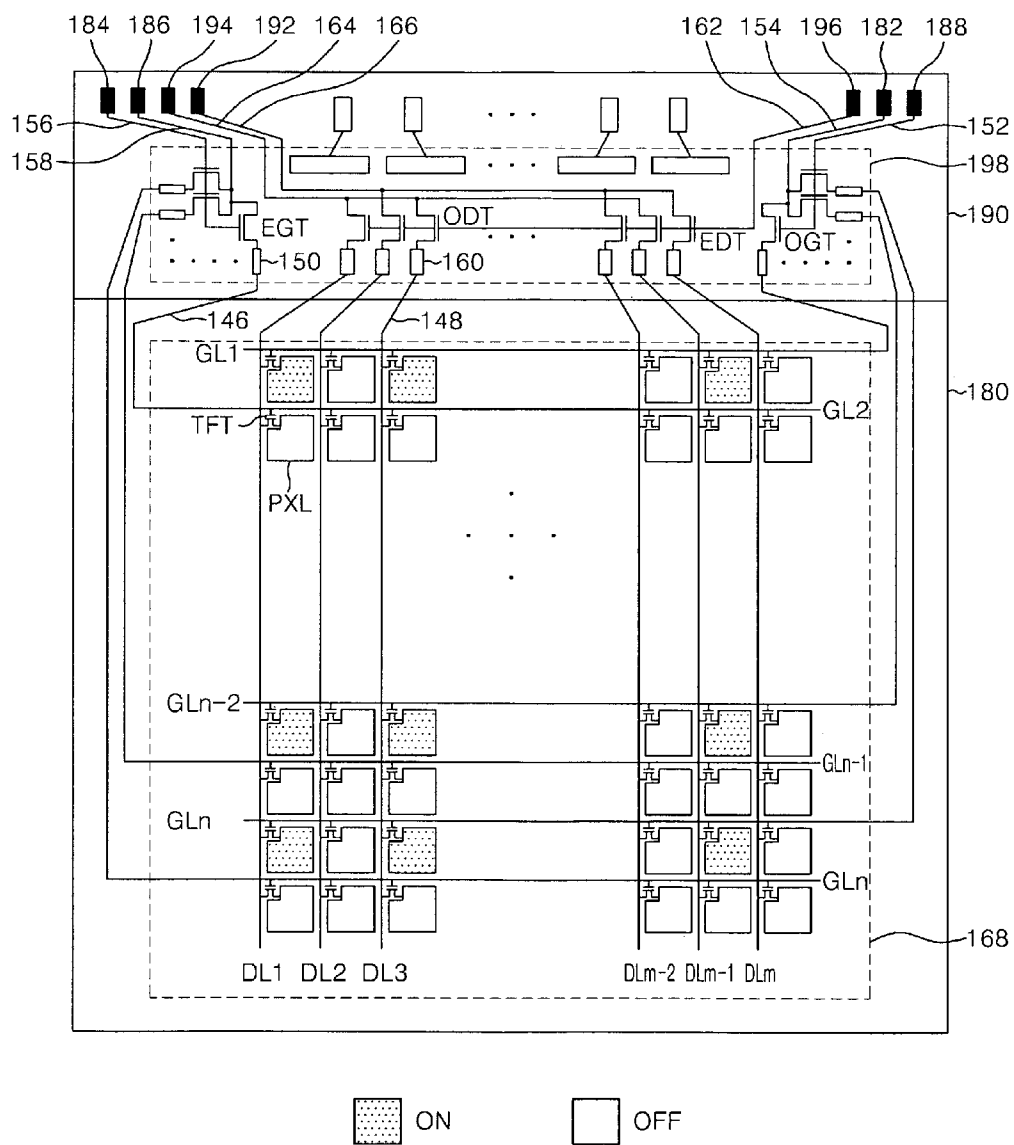 184 186 194 192 164 166 162 154 196 182 188
156 152
158 198
190
EGT ODT EDT OGT
150 160
146 148
GL1
180
GL2
TFT
PXL
GLn-2
GLn-1
GLn
GLn
168
DL1 DL2 DL3 DLm-2 DLm-1 DLm
ON OFF